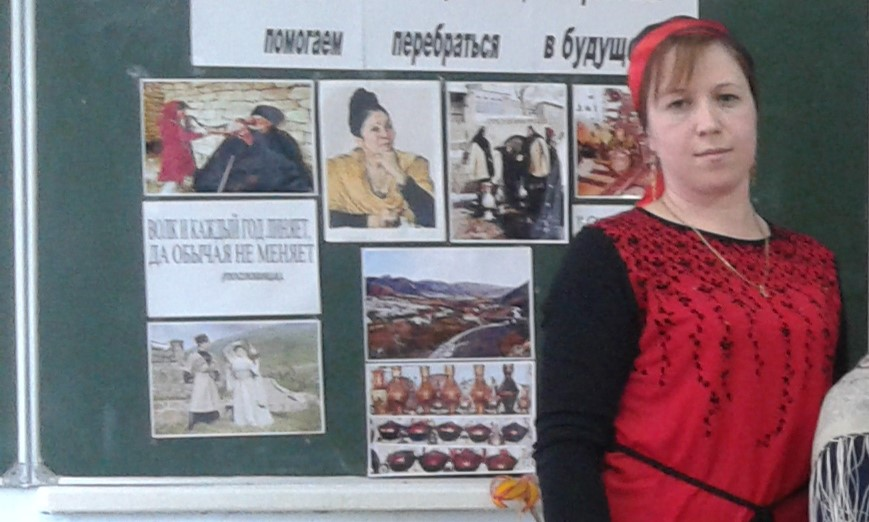 помогаем перебраться в будущ
ВОЛК И КАЖДЫЙ ГОД ЛИНЯЕТ,
ДА ОБЫЧАЯ НЕ МЕНЯЕТ